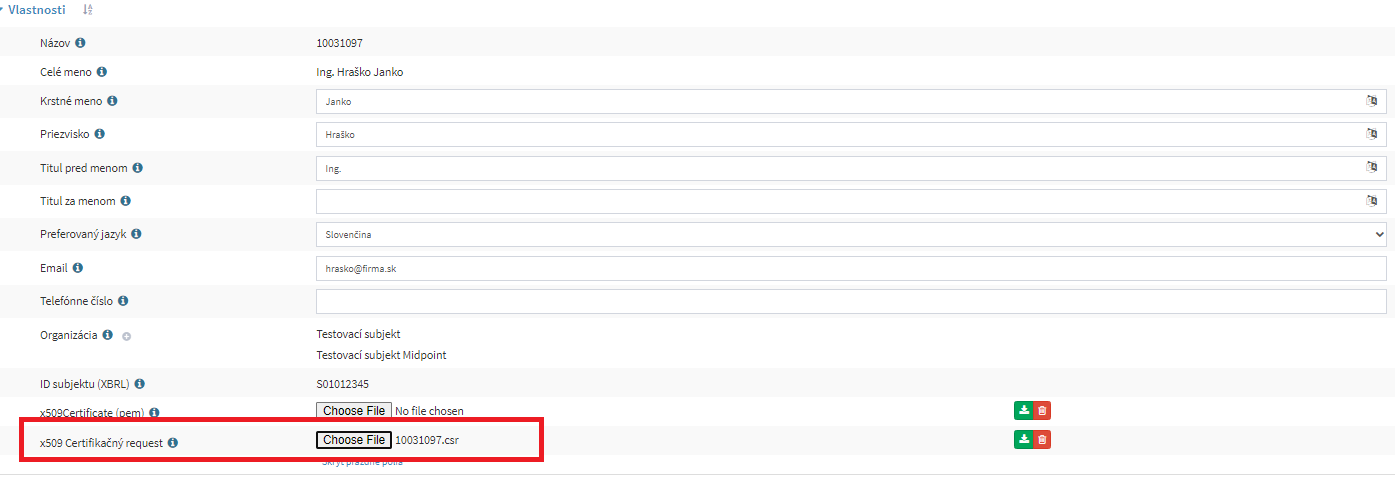 Vlastnosti
Názov 10031097
Celé meno Ing. Hraško Janko
Krstné meno Janko
Priezvisko Hraško
Titul pred menom Ing.
Titul za menom
Preferovaný jazyk Slovenčina
Email hrasko@firma.sk
Telefónne číslo
Organizácia Testovací subjekt
Testovací subjekt Midpoint
ID subjektu (XBRL) S01012345
x509Certificate (pem) Choose File No file chosen
x509 Certifikačný request Choose File 10031097.csr
Skryť prázdne polia